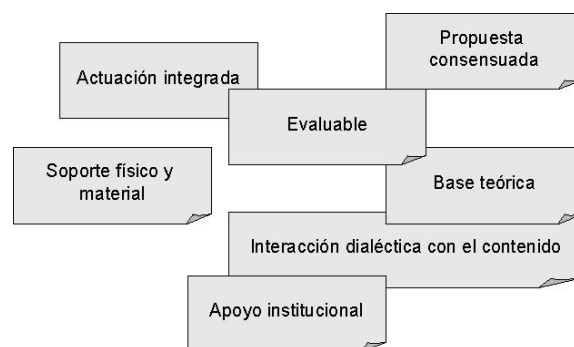 Propuesta
consensuada
Actuación integrada
Evaluable
Soporte físico y
material
Base teórica
Interacción dialéctica con el contenido
Apoyo institucional